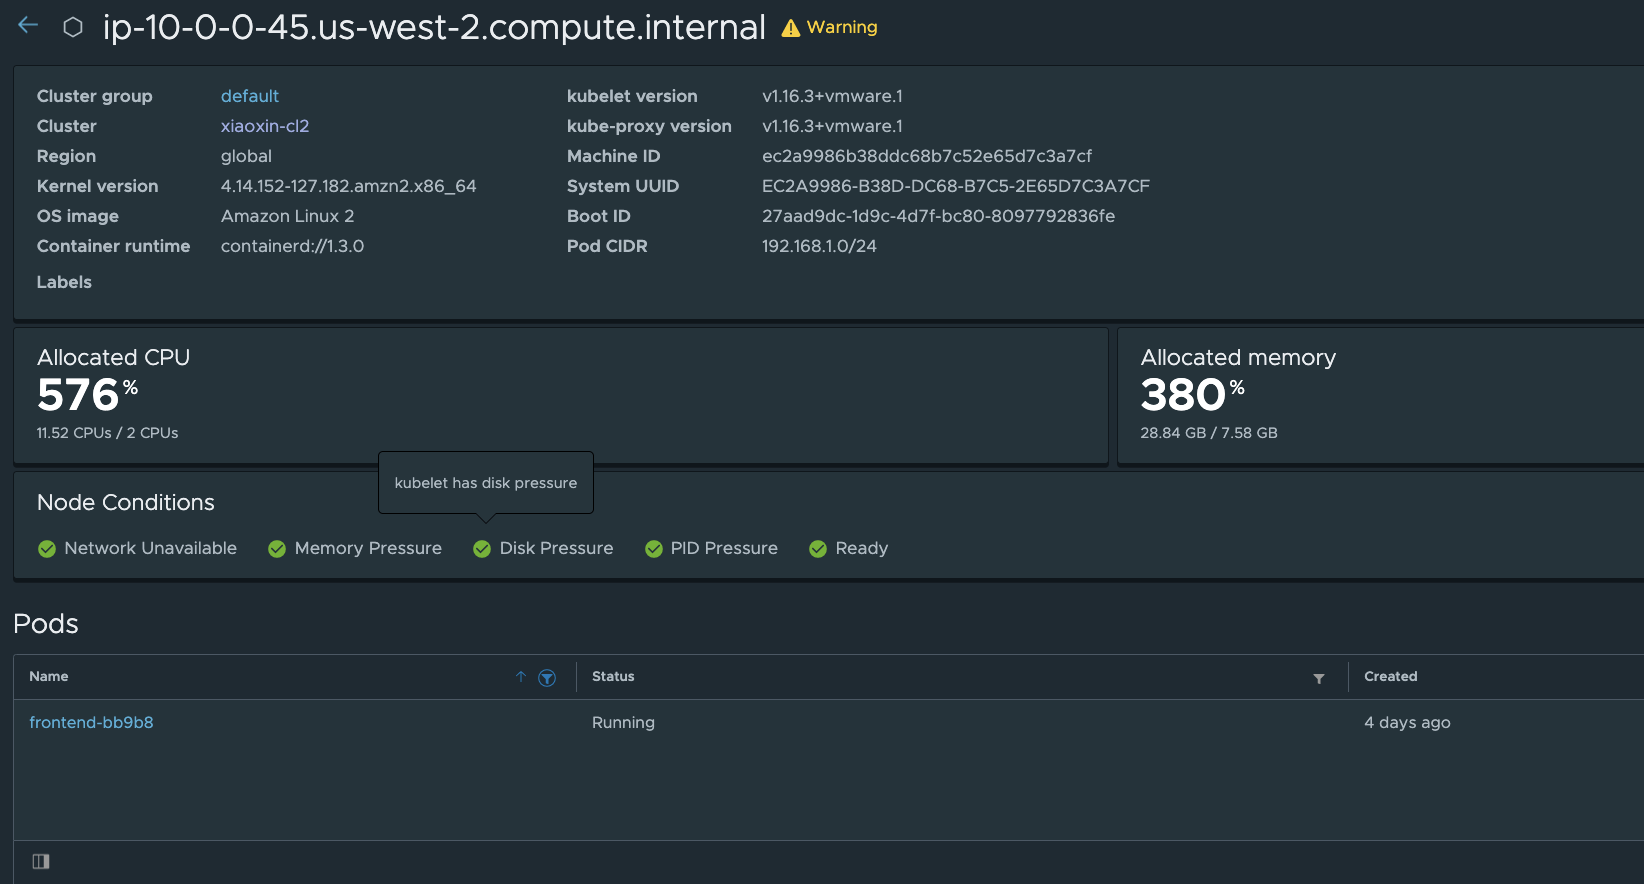 ip-10-0-0-45.us-west-2.compute.internal Warning
Cluster group default kubelet version v1.16.3+vmware.1
Cluster xiaoxin-cl2 kube-proxy version v1.16.3+vmware.1
Region global Machine ID ec2a9986b38ddc68b7c52e65d7c3a7cf
Kernel version 4.14.152-127.182.amzn2.x86_64 System UUID EC2A9986-B38D-DC68-B7C5-2E65D7C3A7CF
OS image Amazon Linux 2 Boot ID 27aad9dc-1d9c-4d7f-bc80-8097792836fe
Container runtime containerd://1.3.0 Pod CIDR 192.168.1.0/24
Labels
Allocated CPU
576%
11.52 CPUs / 2 CPUs
Allocated memory
380%
28.84 GB / 7.58 GB
kubelet has disk pressure
Node Conditions
Network Unavailable Memory Pressure Disk Pressure PID Pressure Ready
Pods
Name Status Created
frontend-bb9b8 Running 4 days ago